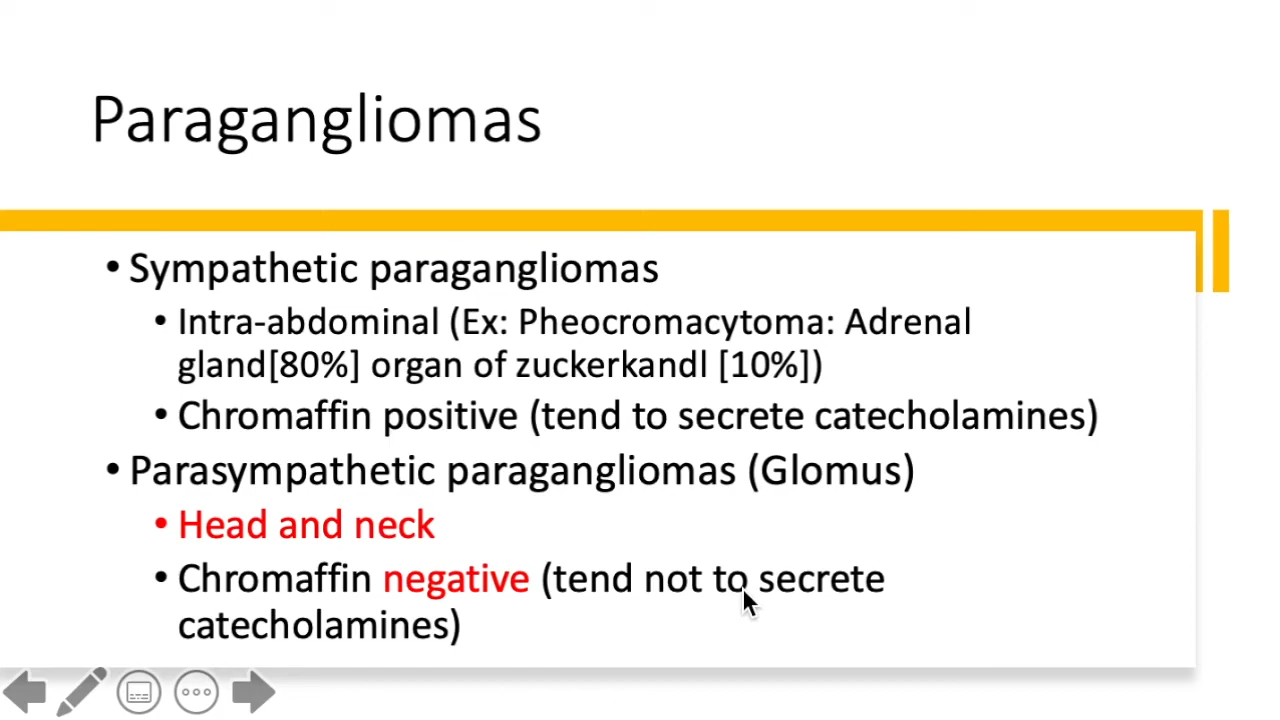 Paragangliomas
• Sympathetic paragangliomas
• Intra-abdominal (Ex: Pheocromacytoma: Adrenal
gland[80%] organ of zuckerkandl [10%])
• Chromaffin positive (tend to secrete catecholamines)
• Parasympathetic paragangliomas (Glomus)
• Head and neck
• Chromaffin negative (tend not to secrete
catecholamines)